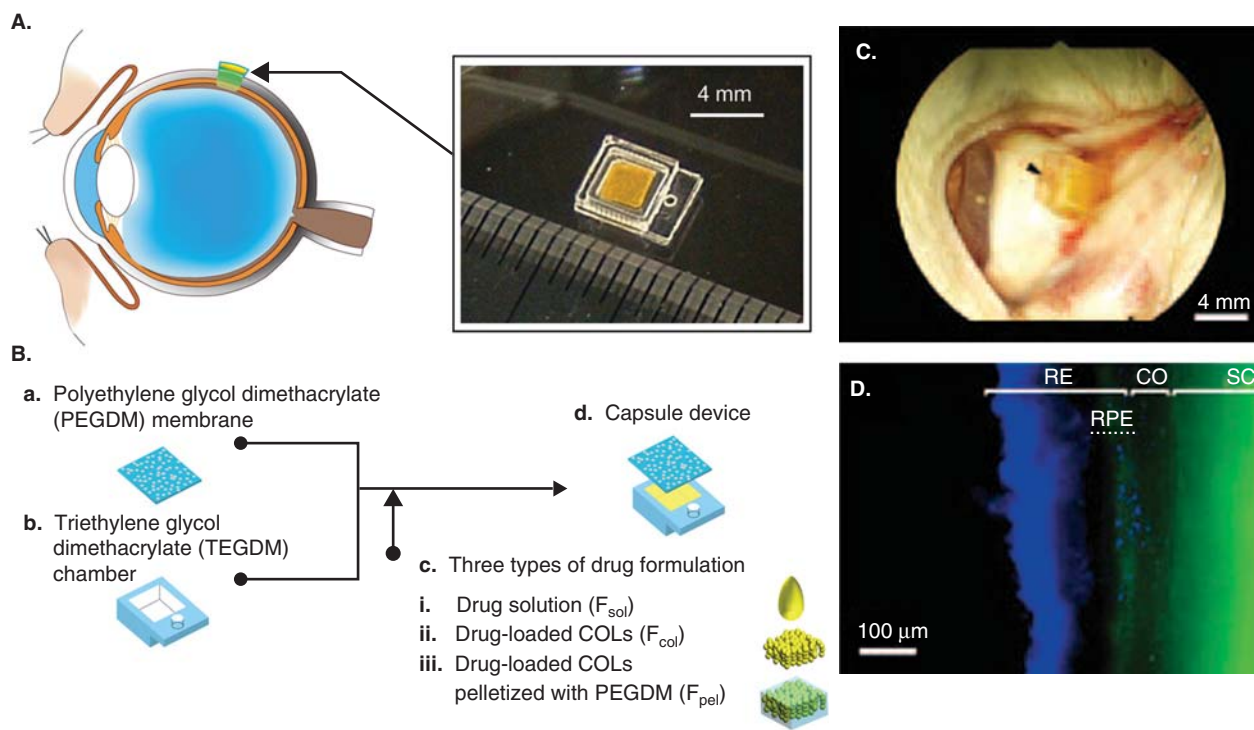 A.
4 mm
B.
a. Polyethylene glycol dimethacrylate
(PEGDM) membrane
b. Triethylene glycol
dimethacrylate (TEGDM)
chamber
d. Capsule device
c. Three types of drug formulation
i. Drug solution (Fsol)
ii. Drug-loaded COLs (Fcol)
iii. Drug-loaded COLs
pelletized with PEGDM (Fpel)
C.
4 mm
D.
RE CO SC
RPE
100 μm